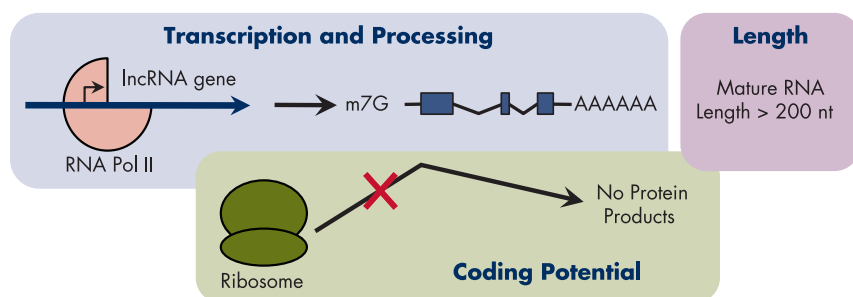 Transcription and Processing
lncRNA gene
m7G
AAAAAA
RNA Pol II
Length
Mature RNA
Length > 200 nt
Ribosome
No Protein
Products
Coding Potential